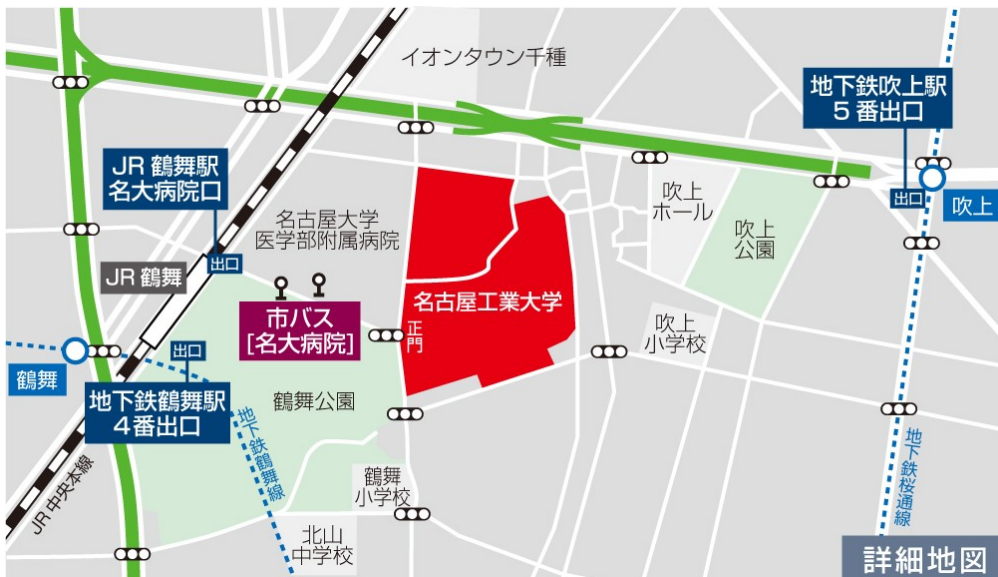 イオンタウン千種
地下鉄吹上駅
5番出口
出口
吹上
JR 鶴舞駅
名大病院口
出口
JR 鶴舞
名古屋大学
医学部附属病院
吹上
ホール
吹上
公園
市バス
[名大病院]
正門
名古屋工業大学
吹上
小学校
鶴舞
出口
地下鉄鶴舞駅
4番出口
鶴舞公園
地下鉄鶴舞線
地下鉄桜通線
JR中央本線
鶴舞
小学校
北山
中学校
詳細地図